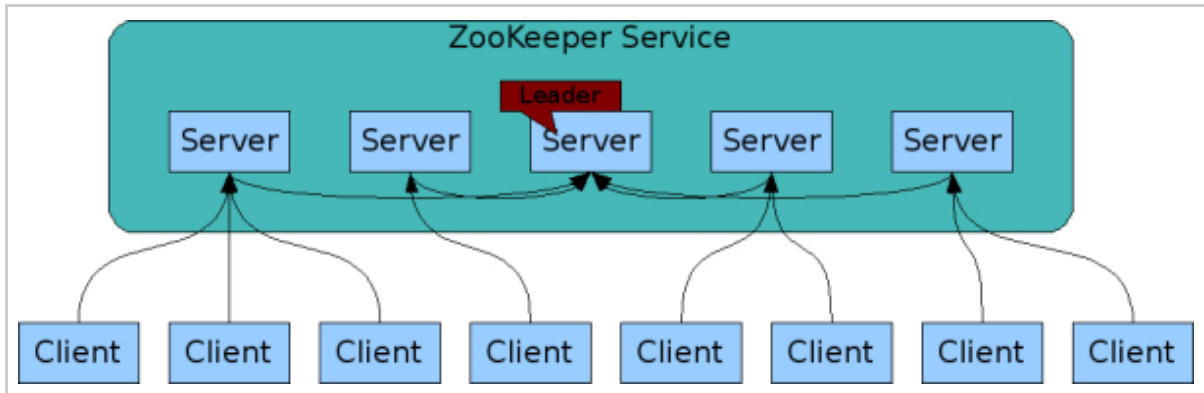 ZooKeeper Service
Leader
Server Server Server Server Server
Client Client Client Client Client Client Client Client